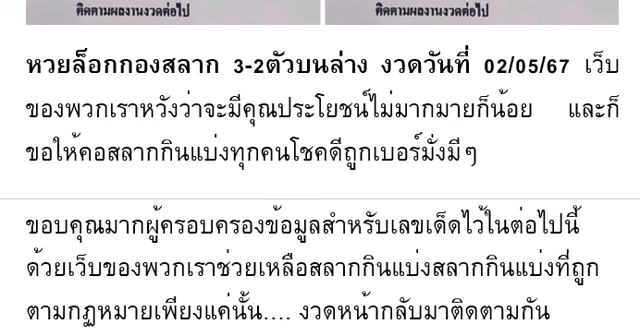 ติดตามผลงานงวดต่อไป ติดตามผลงานงวดต่อไป
หวยล็อกกองสลาก 3-2ตัวบนล่าง งวดวันที่ 02/05/67 เว็บ
ของพวกเราหวังว่าจะมีคุณประโยชน์ไม่มากมายก็น้อย และก็
ขอให้คอสลากกินแบ่งทุกคนโชคดีถูกเบอร์มั่งมีๆ
ขอบคุณมากผู้ครอบครองข้อมูลสำหรับเลขเด็ดไว้ในต่อไปนี้
ด้วยเว็บของพวกเราช่วยเหลือสลากกินแบ่งสลากกินแบ่งที่ถูก
ตามกฏหมายเพียงแค่นั้น.... งวดหน้ากลับมาติดตามกัน